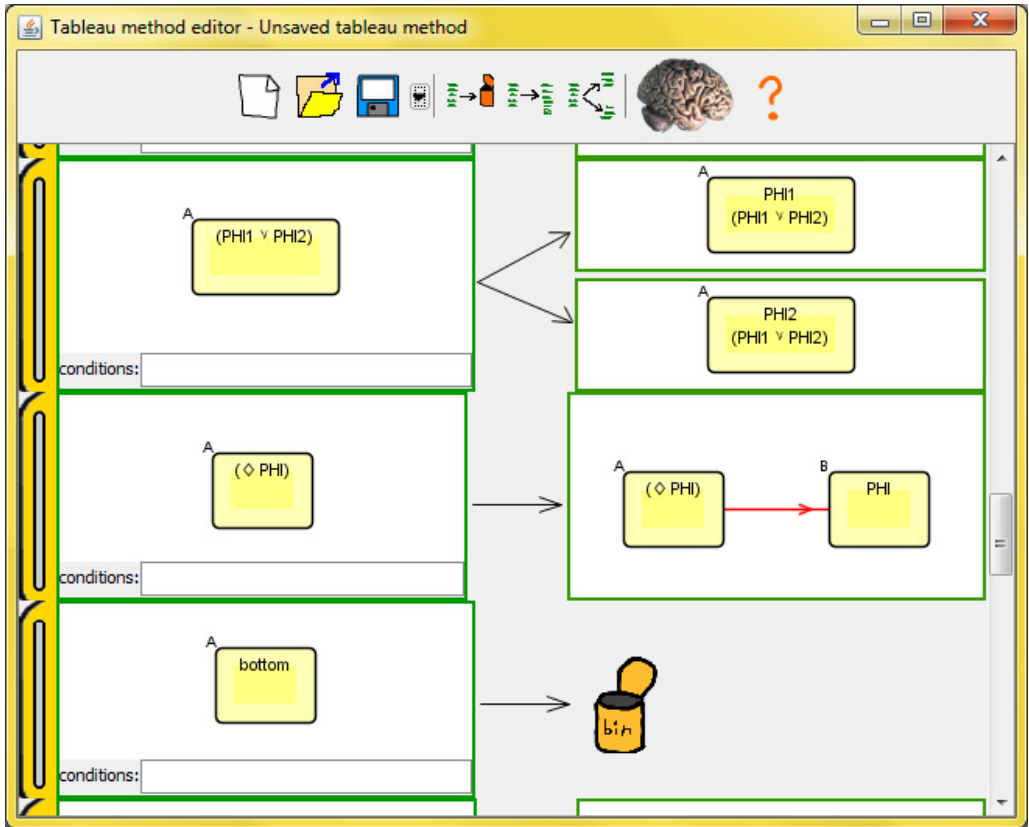 Tableau method editor - Unsaved tableau method
?
A
(PHI1 ∨ PHI2)
conditions:
A
PHI1
(PHI1 ∨ PHI2)
A
PHI2
(PHI1 ∨ PHI2)
A
(◇ PHI)
conditions:
A
(◇ PHI)
B
PHI
A
bottom
conditions:
bin